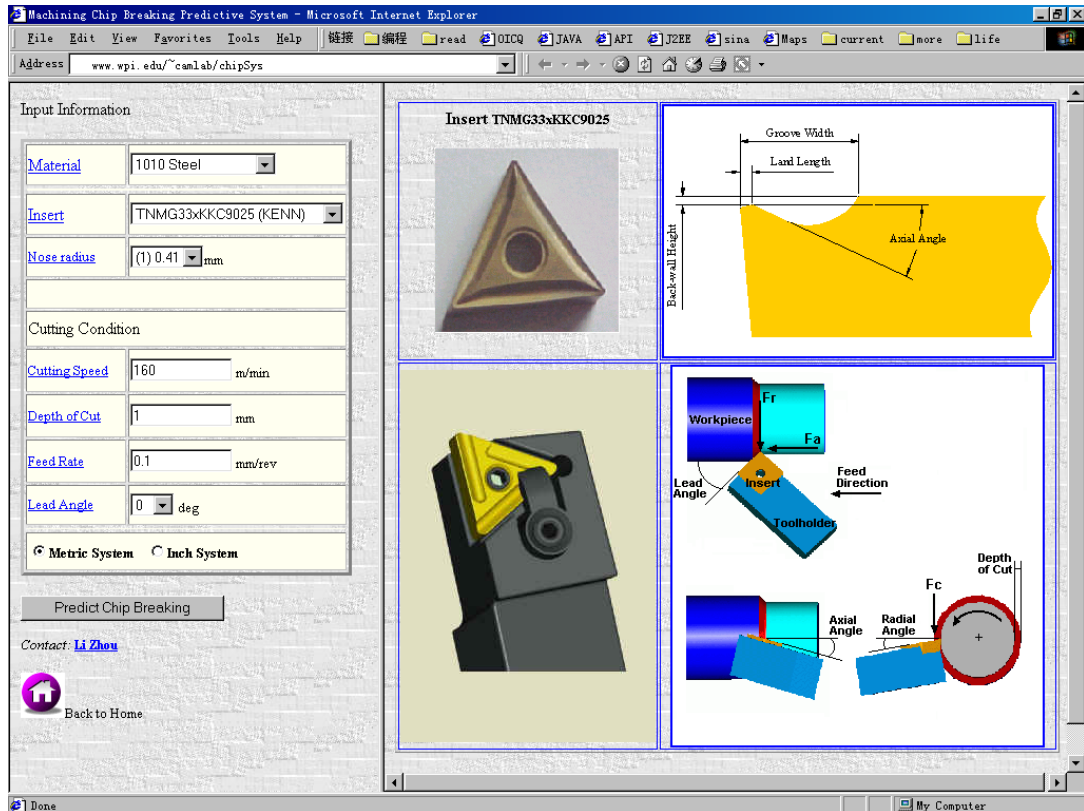 Machining Chip Breaking Predictive System - Microsoft Internet Explorer
File Edit View Favorites Tools Help 链接 编程 read OICQ JAVA API J2EE sina Maps current more life
Address www.wpi.edu/~camlab/chipSys
Input Information
Material 1010 Steel
Insert TNMG33xKKC9025 (KENN)
Nose radius (1) 0.41 mm
Cutting Condition
Cutting Speed 160 m/min
Depth of Cut 1 mm
Feed Rate 0.1 mm/rev
Lead Angle 0 deg
Metric System Inch System
Predict Chip Breaking
Contact: Li Zhou
Back to Home
Insert TNMG33xKKC9025
Groove Width
Land Length
Axial Angle
Back-wall Height
Fr
Workpiece
Fa
Lead
Angle
Insert
Feed
Direction
Toolholder
Depth
of Cut
Fc
Axial
Angle
Radial
Angle
Done
My Computer